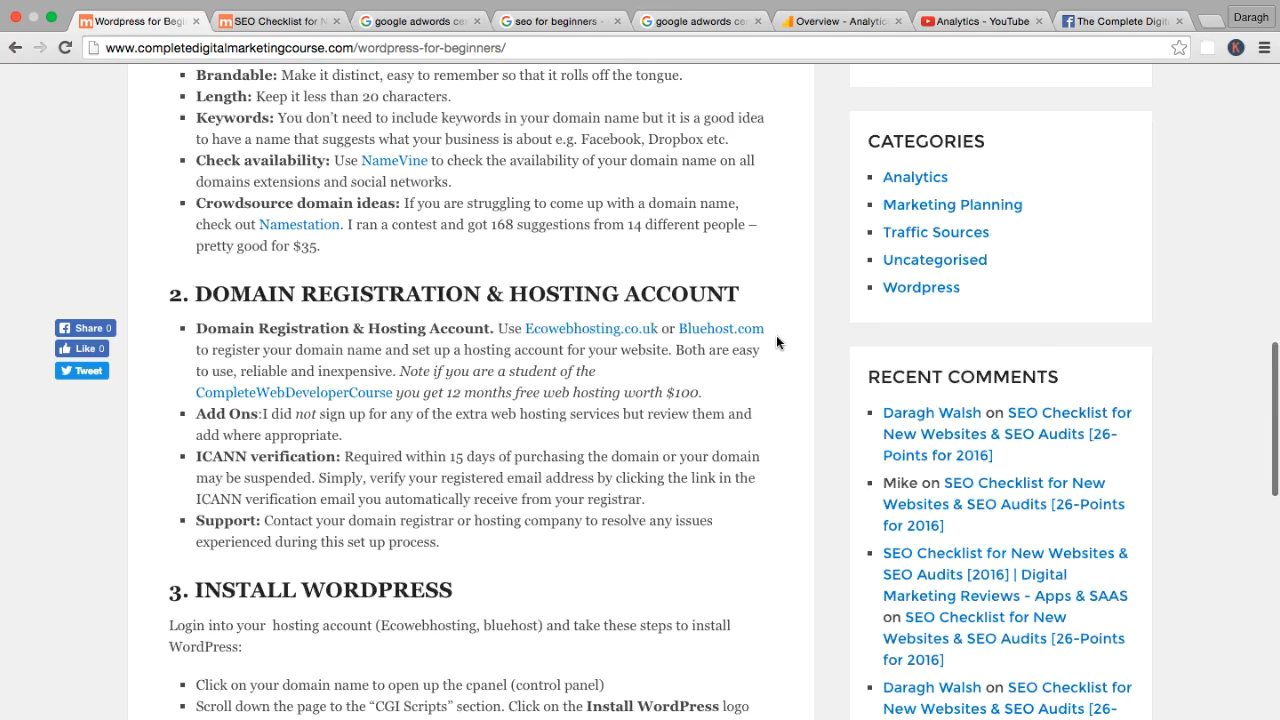 Wordpress for Begi
SEO Checklist for N
google adwords ce
seo for beginners -
google adwords ce
Overview - Analytic
Analytics - YouTube
The Complete Digit
Daragh
www.completedigitalmarketingcourse.com/wordpress-for-beginners/
K
Brandable: Make it distinct, easy to remember so that it rolls off the tongue.
Length: Keep it less than 20 characters.
Keywords: You don't need to include keywords in your domain name but it is a good idea
to have a name that suggests what your business is about e.g. Facebook, Dropbox etc.
Check availability: Use NameVine to check the availability of your domain name on all
domains extensions and social networks.
Crowdsource domain ideas: If you are struggling to come up with a domain name,
check out Namestation. I ran a contest and got 168 suggestions from 14 different people –
pretty good for $35.
2. DOMAIN REGISTRATION & HOSTING ACCOUNT
Domain Registration & Hosting Account. Use Ecowebhosting.co.uk or Bluehost.com
to register your domain name and set up a hosting account for your website. Both are easy
to use, reliable and inexpensive. Note if you are a student of the
CompleteWebDeveloperCourse you get 12 months free web hosting worth $100.
Add Ons:I did not sign up for any of the extra web hosting services but review them and
add where appropriate.
ICANN verification: Required within 15 days of purchasing the domain or your domain
may be suspended. Simply, verify your registered email address by clicking the link in the
ICANN verification email you automatically receive from your registrar.
Support: Contact your domain registrar or hosting company to resolve any issues
experienced during this set up process.
3. INSTALL WORDPRESS
Login into your hosting account (Ecowebhosting, bluehost) and take these steps to install
WordPress:
Click on your domain name to open up the cpanel (control panel)
Scroll down the page to the “CGI Scripts” section. Click on the Install WordPress logo
Share 0
Like 0
Tweet
CATEGORIES
Analytics
Marketing Planning
Traffic Sources
Uncategorised
Wordpress
RECENT COMMENTS
Daragh Walsh on SEO Checklist for
New Websites & SEO Audits [26-
Points for 2016]
Mike on SEO Checklist for New
Websites & SEO Audits [26-Points
for 2016]
SEO Checklist for New Websites &
SEO Audits [2016] | Digital
Marketing Reviews - Apps & SAAS
on SEO Checklist for New
Websites & SEO Audits [26-Points
for 2016]
Daragh Walsh on SEO Checklist for
New Websites & SEO Audits [26-